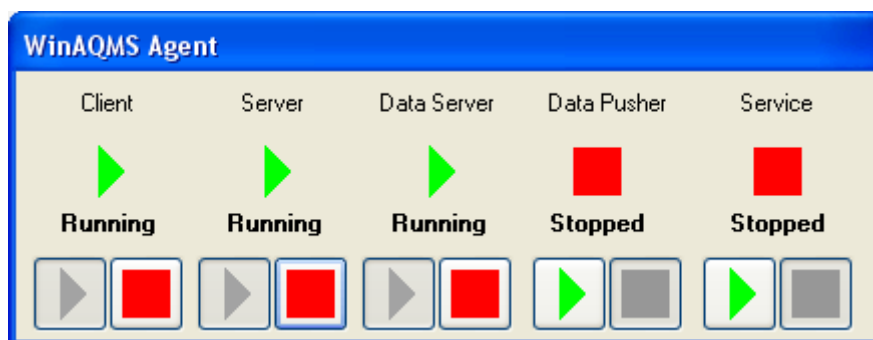 WinAQMS Agent
Client Server Data Server Data Pusher Service
Running Running Running Stopped Stopped